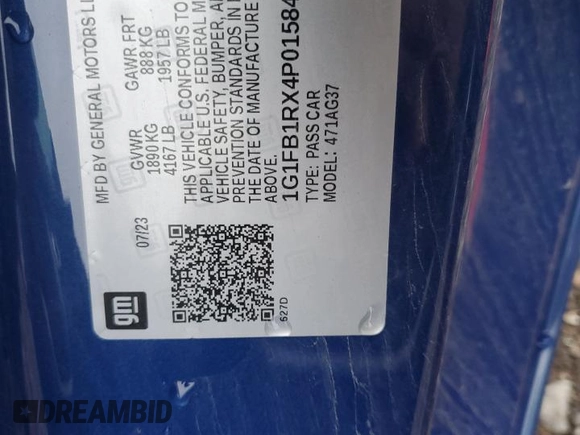 MFD BY GENERAL MOTORS LL
GVWR GAWR FRT
1890 KG 888 KG
4167 LB 1957 LB
THIS VEHICLE CONFORMS TO
APPLICABLE U.S. FEDERAL M
VEHICLE SAFETY, BUMPER, A
PREVENTION STANDARDS IN
THE DATE OF MANUFACTURE
ABOVE.
1G1FB1RX4P01584
TYPE: PASS CAR
MODEL: 471AG37
07/23
gm
627D
DREAMBID